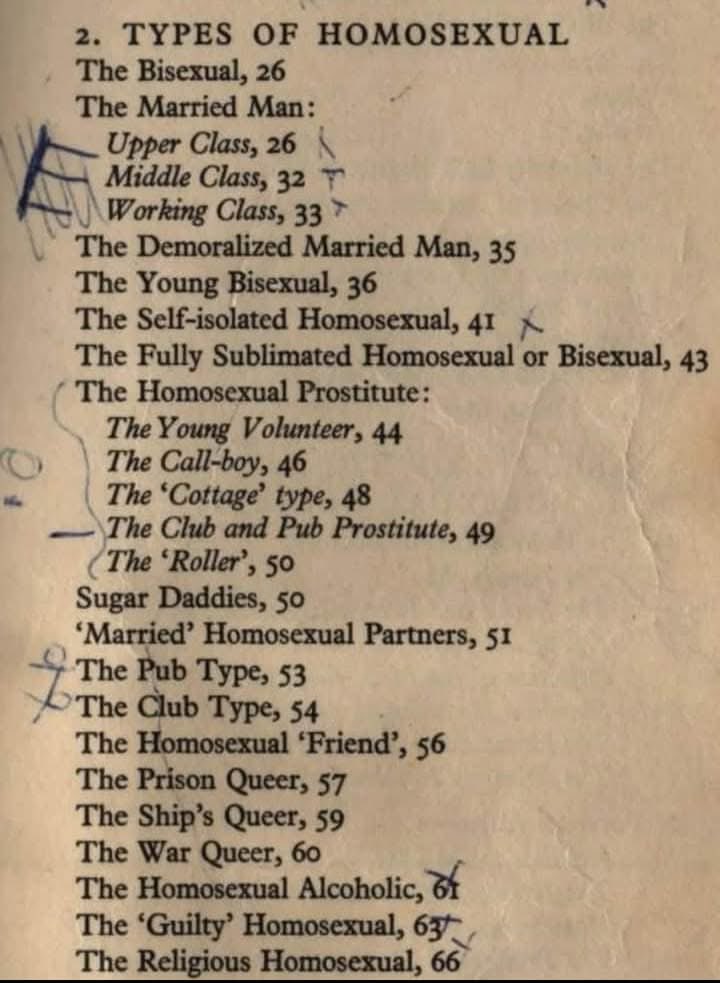 2. TYPES OF HOMOSEXUAL
The Bisexual, 26
The Married Man:
Upper Class, 26
Middle Class, 32
Working Class, 33
The Demoralized Married Man, 35
The Young Bisexual, 36
The Self-isolated Homosexual, 41
The Fully Sublimated Homosexual or Bisexual, 43
The Homosexual Prostitute:
The Young Volunteer, 44
The Call-boy, 46
The ‘Cottage’ type, 48
The Club and Pub Prostitute, 49
The ‘Roller’, 50
Sugar Daddies, 50
‘Married’ Homosexual Partners, 51
The Pub Type, 53
The Club Type, 54
The Homosexual ‘Friend’, 56
The Prison Queer, 57
The Ship’s Queer, 59
The War Queer, 60
The Homosexual Alcoholic, 61
The ‘Guilty’ Homosexual, 63
The Religious Homosexual, 66